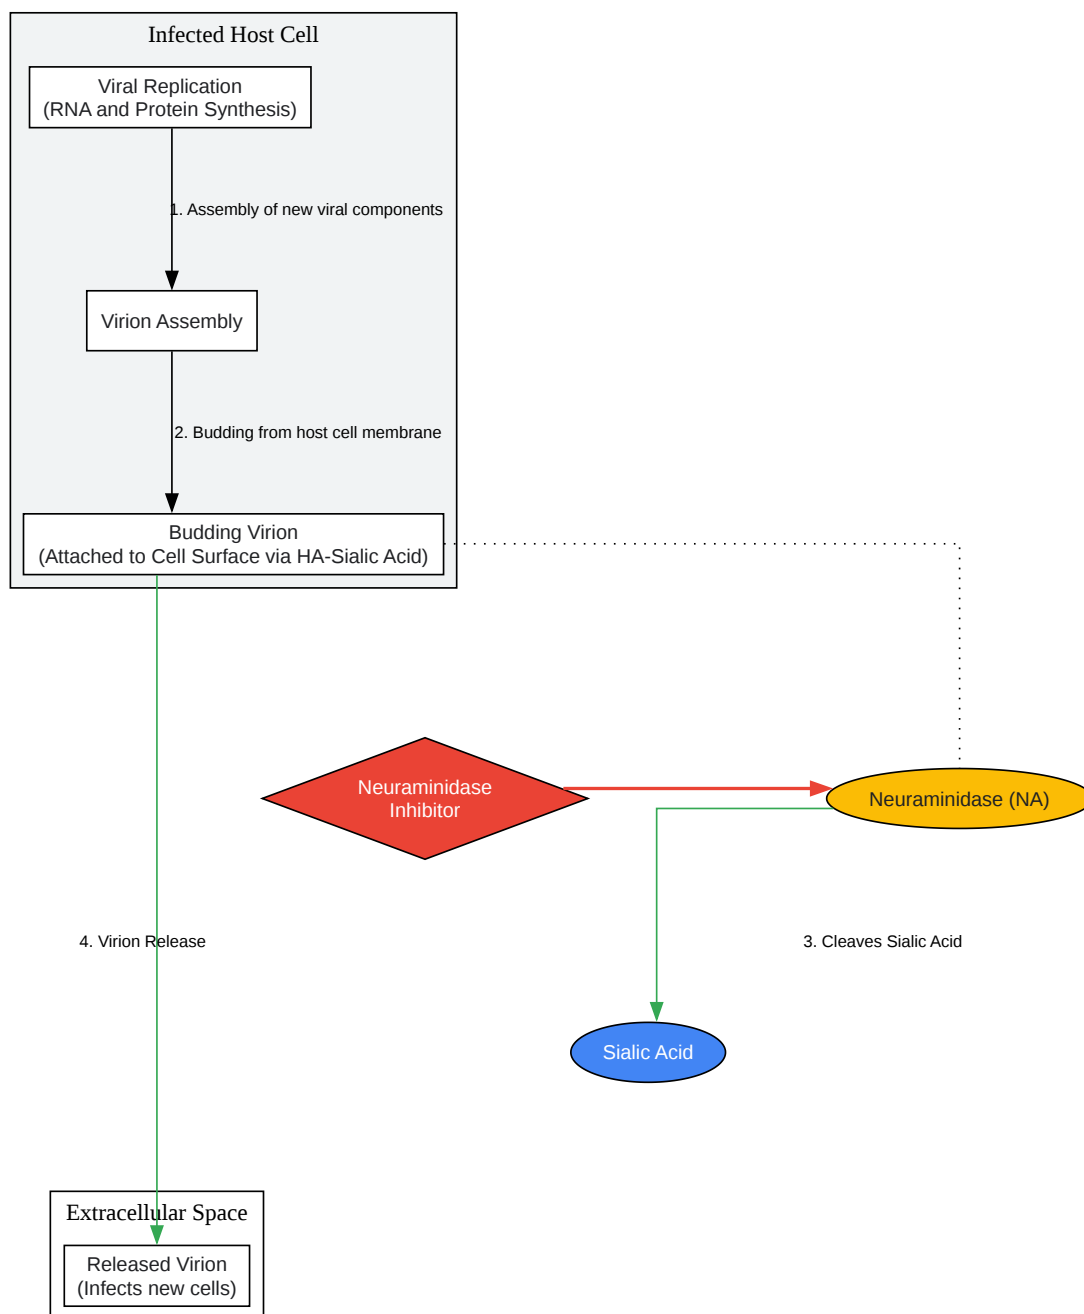 Infected Host Cell
Viral Replication
(RNA and Protein Synthesis)
1. Assembly of new viral components
Virion Assembly
2. Budding from host cell membrane
Budding Virion
(Attached to Cell Surface via HA-Sialic Acid)
Neuraminidase
Inhibitor
Neuraminidase (NA)
4. Virion Release
3. Cleaves Sialic Acid
Sialic Acid
Extracellular Space
Released Virion
(Infects new cells)